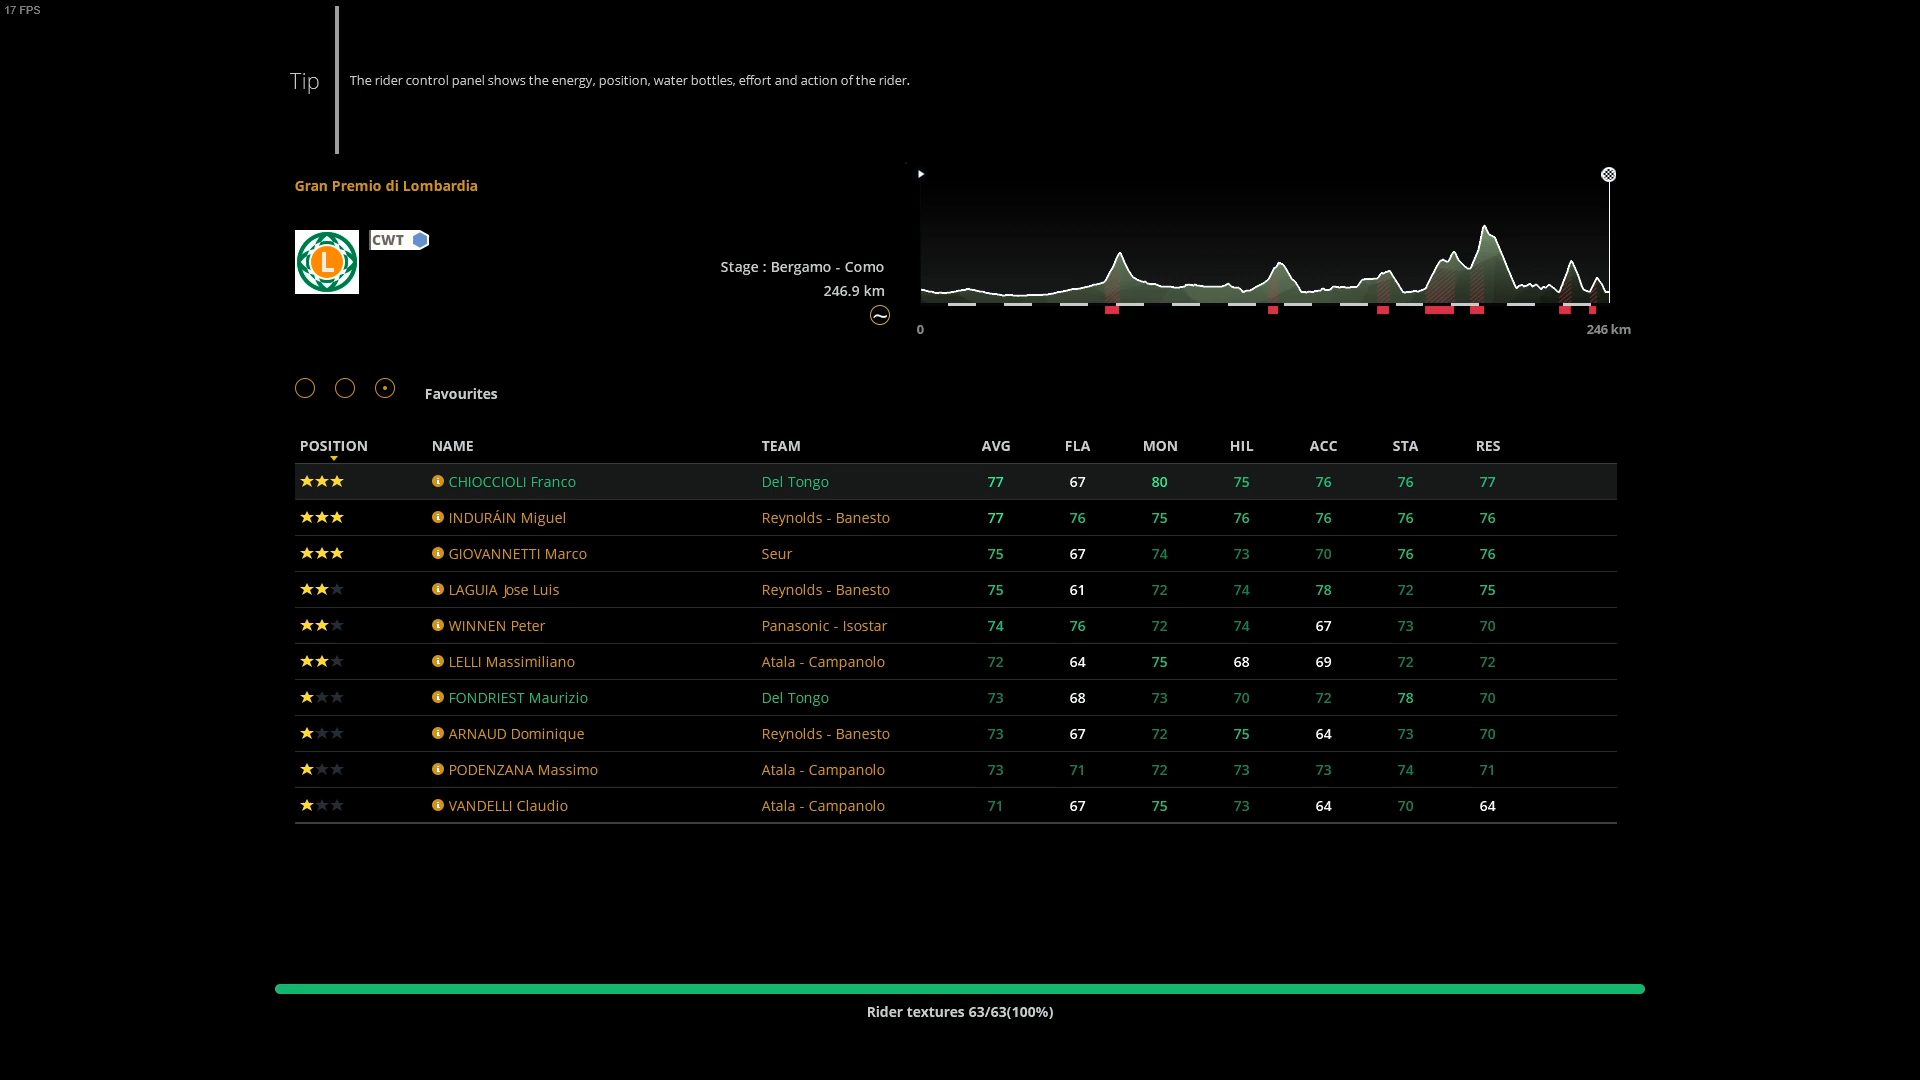 17 FPS
Tip
The rider control panel shows the energy, position, water bottles, effort and action of the rider.
Gran Premio di Lombardia
L
CWT
Stage : Bergamo - Como
246.9 km
0
246 km
Favourites
POSITION NAME TEAM AVG FLA MON HIL ACC STA RES
CHIOCCIOLI Franco Del Tongo 77 67 80 75 76 76 77
INDURÁIN Miguel Reynolds - Banesto 77 76 75 76 76 76 76
GIOVANNETTI Marco Seur 75 67 74 73 70 76 76
LAGUIA Jose Luis Reynolds - Banesto 75 61 72 74 78 72 75
WINNEN Peter Panasonic - Isostar 74 76 72 74 67 73 70
LELLI Massimiliano Atala - Campanolo 72 64 75 68 69 72 72
FONDRIEST Maurizio Del Tongo 73 68 73 70 72 78 70
ARNAUD Dominique Reynolds - Banesto 73 67 72 75 64 73 70
PODENZANA Massimo Atala - Campanolo 73 71 72 73 73 74 71
VANDELLI Claudio Atala - Campanolo 71 67 75 73 64 70 64
Rider textures 63/63(100%)